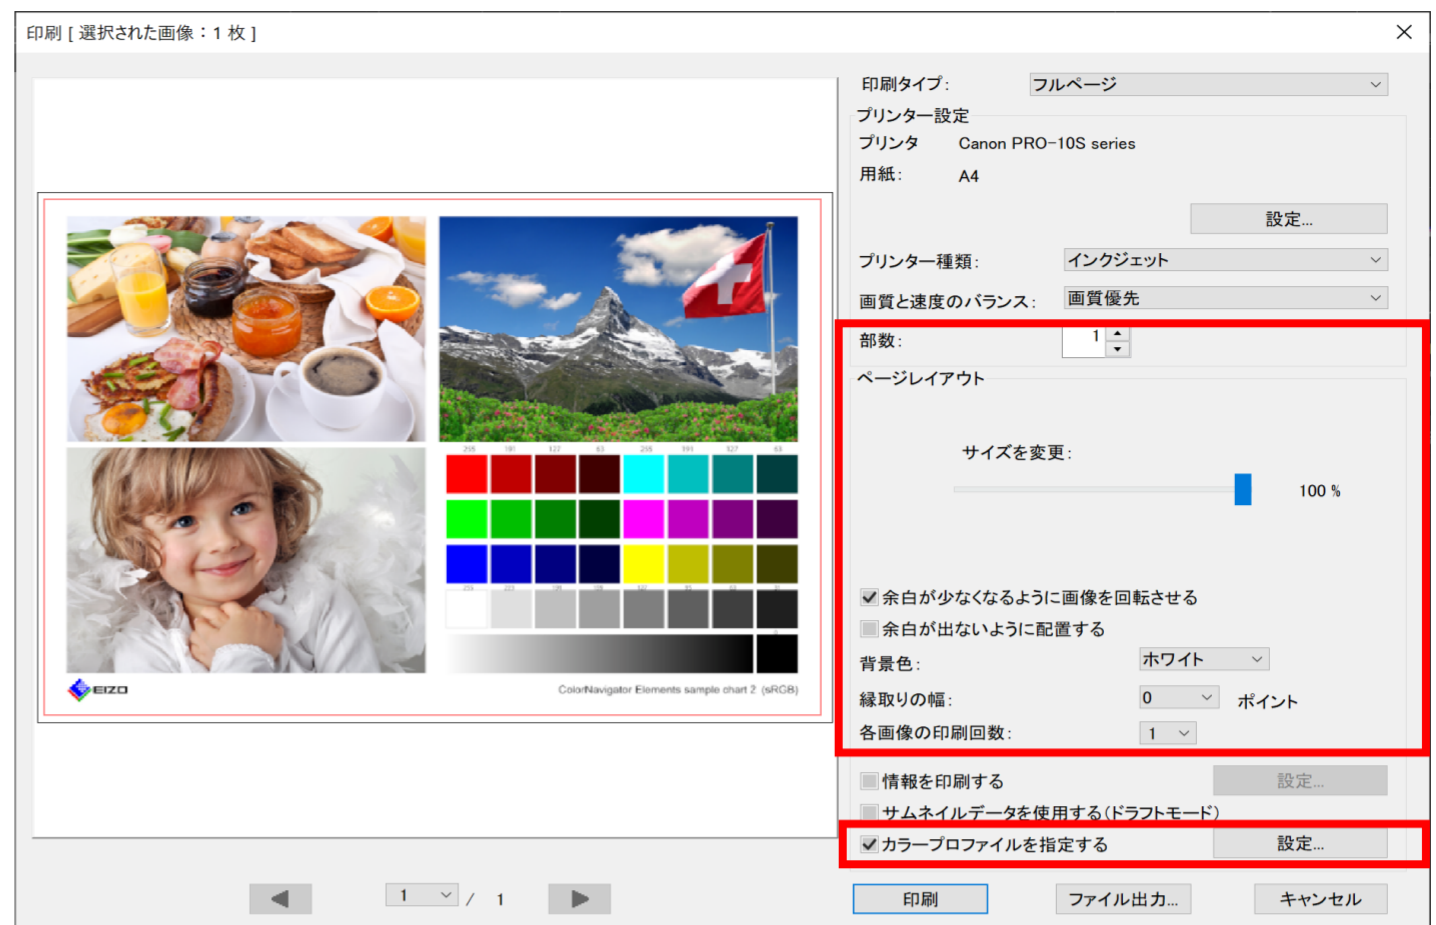 印刷 [ 選択された画像：1 枚 ]
印刷タイプ: フルページ
プリンター設定
プリンタ Canon PRO-10S series
用紙: A4
設定...
プリンター種類: インクジェット
画質と速度のバランス: 画質優先
部数: 1
ページレイアウト
サイズを変更:
100 %
余白が少なくなるように画像を回転させる
余白が出ないように配置する
背景色: ホワイト
縁取りの幅: 0 ポイント
各画像の印刷回数: 1
情報を印刷する 設定...
サムネイルデータを使用する(ドラフトモード)
カラープロファイルを指定する 設定...
印刷 ファイル出力... キャンセル
255 191 127 63 255 191 127 63
EIZO
ColorNavigator Elements sample chart 2 (sRGB)
1 / 1